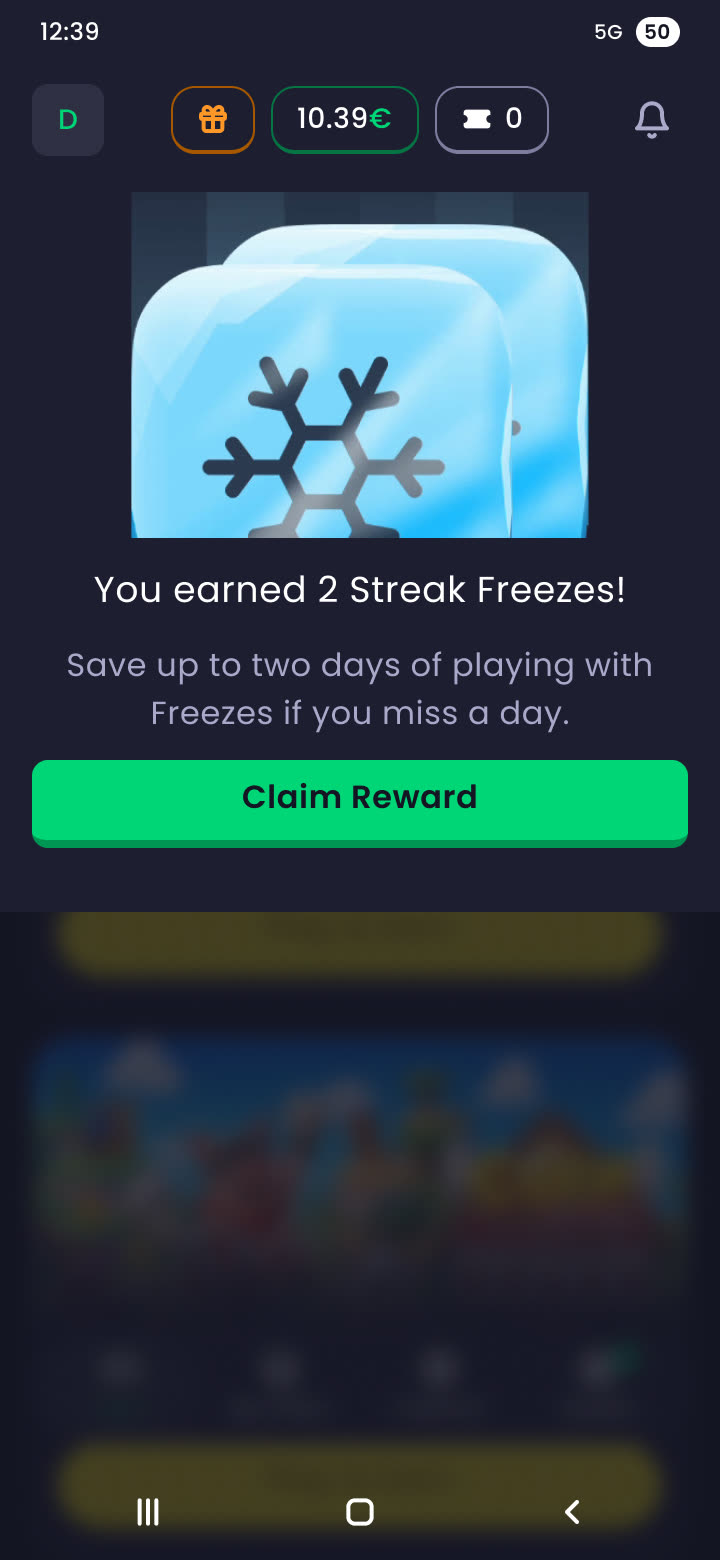 12:39
5G 50
D 10.39€ 0
You earned 2 Streak Freezes!
Save up to two days of playing with
Freezes if you miss a day.
Claim Reward